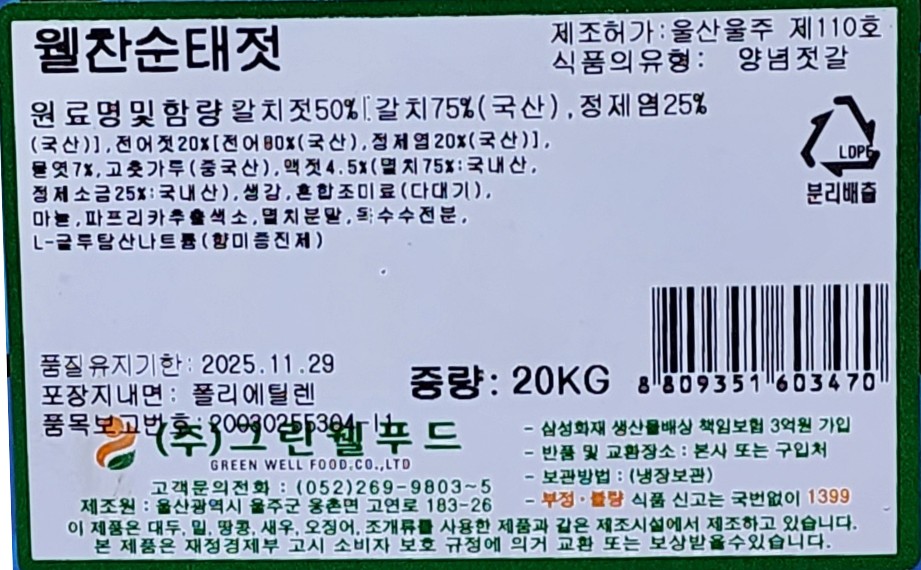 웰찬순태젓
제조허가:울산울주 제110호
식품의유형: 양념젓갈
원료명및함량 칼치젓50%[갈치75%(국산),정제염25%
(국산)],전어젓20%[전어80%(국산),정제염20%(국산)],
물엿7%,고춧가루(중국산),액젓4.5%(멸치75%:국내산,
정제소금25%:국내산),생강,혼합조미료(다대기),
마늘,파프리카추출색소,멸치분말,옥수수전분,
L-글루탐산나트륨(향미증진제)
LDPE
분리배출
품질유지기한: 2025.11.29
포장지내면: 폴리에틸렌
중량: 20KG
8 809351 603470
품목보고번호: 20030255304-11
(주)그린웰푸드
GREEN WELL FOOD.CO.,LTD
고객문의전화 : (052)269-9803~5
제조원 : 울산광역시 울주군 웅촌면 고연로 183-26
- 삼성화재 생산물배상 책임보험 3억원 가입
- 반품 및 교환장소 : 본사 또는 구입처
- 보관방법 : (냉장보관)
- 부정·불량 식품 신고는 국번없이 1399
이 제품은 대두, 밀, 땅콩, 새우, 오징어, 조개류를 사용한 제품과 같은 제조시설에서 제조하고 있습니다.
본 제품은 재정경제부 고시 소비자 보호 규정에 의거 교환 또는 보상받을수있습니다.